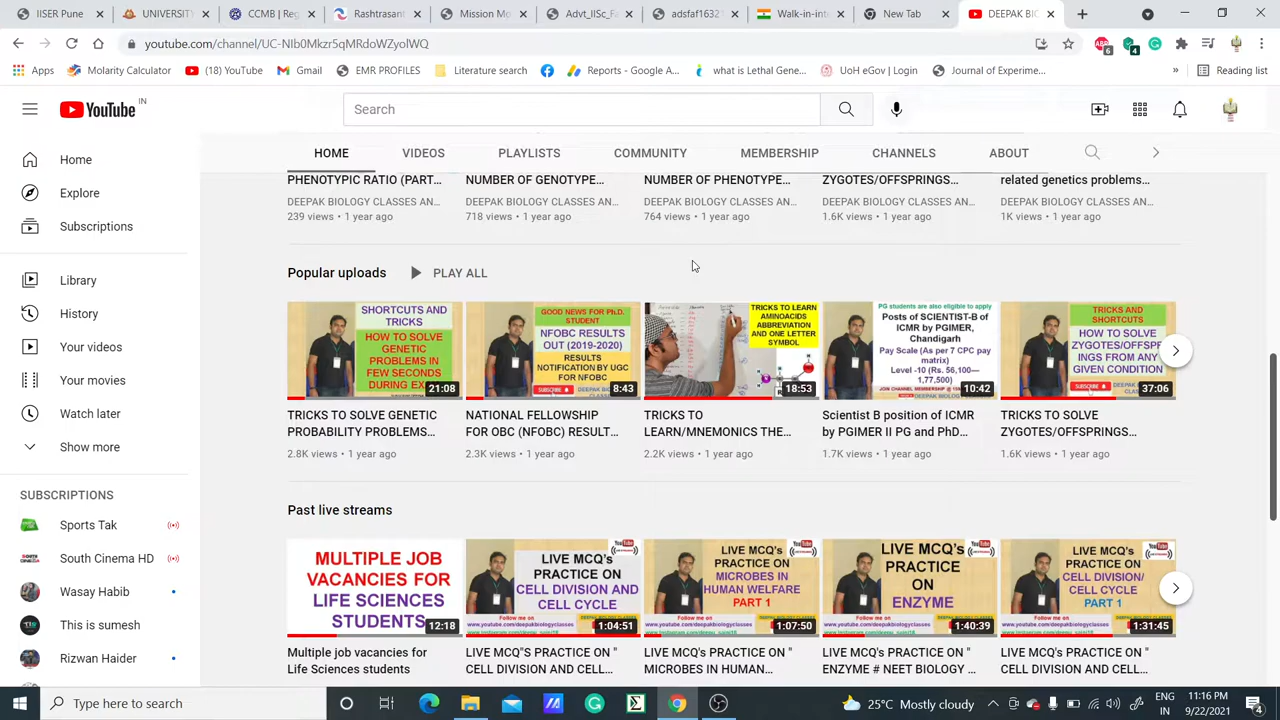 IISER Be
UNIVERSITY
CCMB | Reg
Rashtrasant
Mission Mo
Advt_IISc_Fa
adsfaf16321
Walk-in-inte
New Tab
DEEPAK BIO
youtube.com/channel/UC-NIb0Mkzr5qMRdoWZyelWQ
6
4
Apps
Molarity Calculator
(18) YouTube
Gmail
EMR PROFILES
Literature search
Reports - Google A...
what is Lethal Gene...
UoH eGov | Login
Journal of Experime...
»
Reading list
YouTube IN
Search
HOME
VIDEOS
PLAYLISTS
COMMUNITY
MEMBERSHIP
CHANNELS
ABOUT
Home
Explore
Subscriptions
Library
History
Your videos
Your movies
Watch later
Show more
SUBSCRIPTIONS
Sports Tak
South Cinema HD
Wasay Habib
This is sumesh
Rizwan Haider
PHENOTYPIC RATIO (PART...
DEEPAK BIOLOGY CLASSES AN...
239 views • 1 year ago
NUMBER OF GENOTYPE...
DEEPAK BIOLOGY CLASSES AN...
718 views • 1 year ago
NUMBER OF PHENOTYPE...
DEEPAK BIOLOGY CLASSES AN...
764 views • 1 year ago
ZYGOTES/OFFSPRINGS...
DEEPAK BIOLOGY CLASSES AN...
1.6K views • 1 year ago
related genetics problems...
DEEPAK BIOLOGY CLASSES AN...
1K views • 1 year ago
Popular uploads
PLAY ALL
SHORTCUTS AND
TRICKS
HOW TO SOLVE
GENETIC
PROBLEMS IN
FEW SECONDS
DURING EX
21:08
TRICKS TO SOLVE GENETIC
PROBABILITY PROBLEMS...
2.8K views • 1 year ago
GOOD NEWS FOR Ph.D.
STUDENT
NFOBC RESULTS
OUT (2019-2020)
RESULTS
NOTIFICATION BY UGC
FOR NFOBC
SUBSCRIBE
8:43
NATIONAL FELLOWSHIP
FOR OBC (NFOBC) RESULT...
2.3K views • 1 year ago
TRICKS TO LEARN
AMINOACIDS
ABBREVIATION
AND ONE LETTER
SYMBOL
18:53
TRICKS TO
LEARN/MNEMONICS THE...
2.2K views • 1 year ago
PG students are also eligible to apply
Posts of SCIENTIST-B of
ICMR by PGIMER,
Chandigarh
Pay Scale (As per 7 CPC pay
matrix)
Level -10 (Rs. 56,100—
1,77,500)
10:42
Scientist B position of ICMR
by PGIMER II PG and PhD...
1.7K views • 1 year ago
TRICKS AND
SHORTCUTS
HOW TO SOLVE
ZYGOTES/OFFSPR
INGS FROM ANY
GIVEN CONDITION
SUBSCRIBE
37:06
TRICKS TO SOLVE
ZYGOTES/OFFSPRINGS...
1.6K views • 1 year ago
Past live streams
MULTIPLE JOB
VACANCIES FOR
LIFE SCIENCES
STUDENTS
12:18
Multiple job vacancies for
Life Sciences students
LIVE MCQ's
PRACTICE ON
CELL DIVISION AND
CELL CYCLE
1:04:51
LIVE MCQ"S PRACTICE ON "
CELL DIVISION AND CELL...
LIVE MCQ's
PRACTICE ON
MICROBES IN
HUMAN WELFARE
PART 1
1:07:50
LIVE MCQ's PRACTICE ON "
MICROBES IN HUMAN...
LIVE MCQ's
PRACTICE
ON
ENZYME
1:40:39
LIVE MCQ's PRACTICE ON "
ENZYME # NEET BIOLOGY ...
LIVE MCQ's
PRACTICE ON
CELL DIVISION/
CELL CYCLE
PART 1
1:31:45
LIVE MCQ's PRACTICE ON "
CELL DIVISION AND CELL...
Type here to search
25°C Mostly cloudy
ENG
IN
11:16 PM
9/22/2021
4